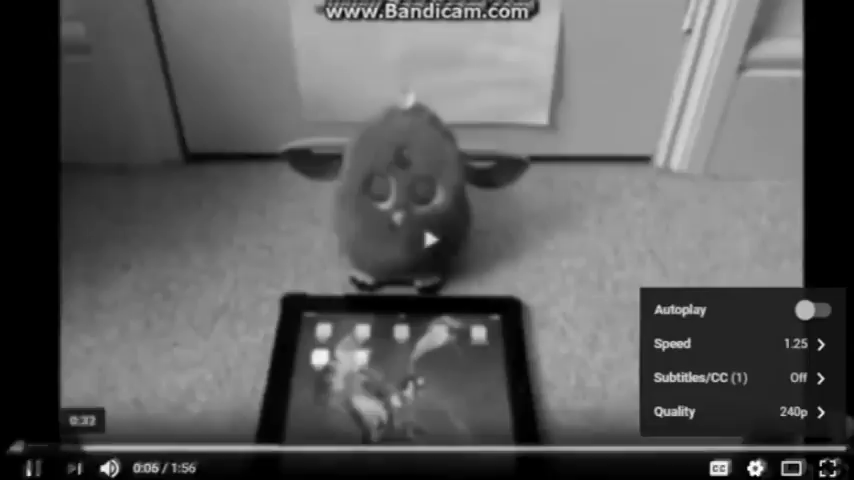 www.Bandicam.com
Autoplay
Speed 1.25
Subtitles/CC (1) Off
Quality 240p
0:32
0:06 / 1:56
CC